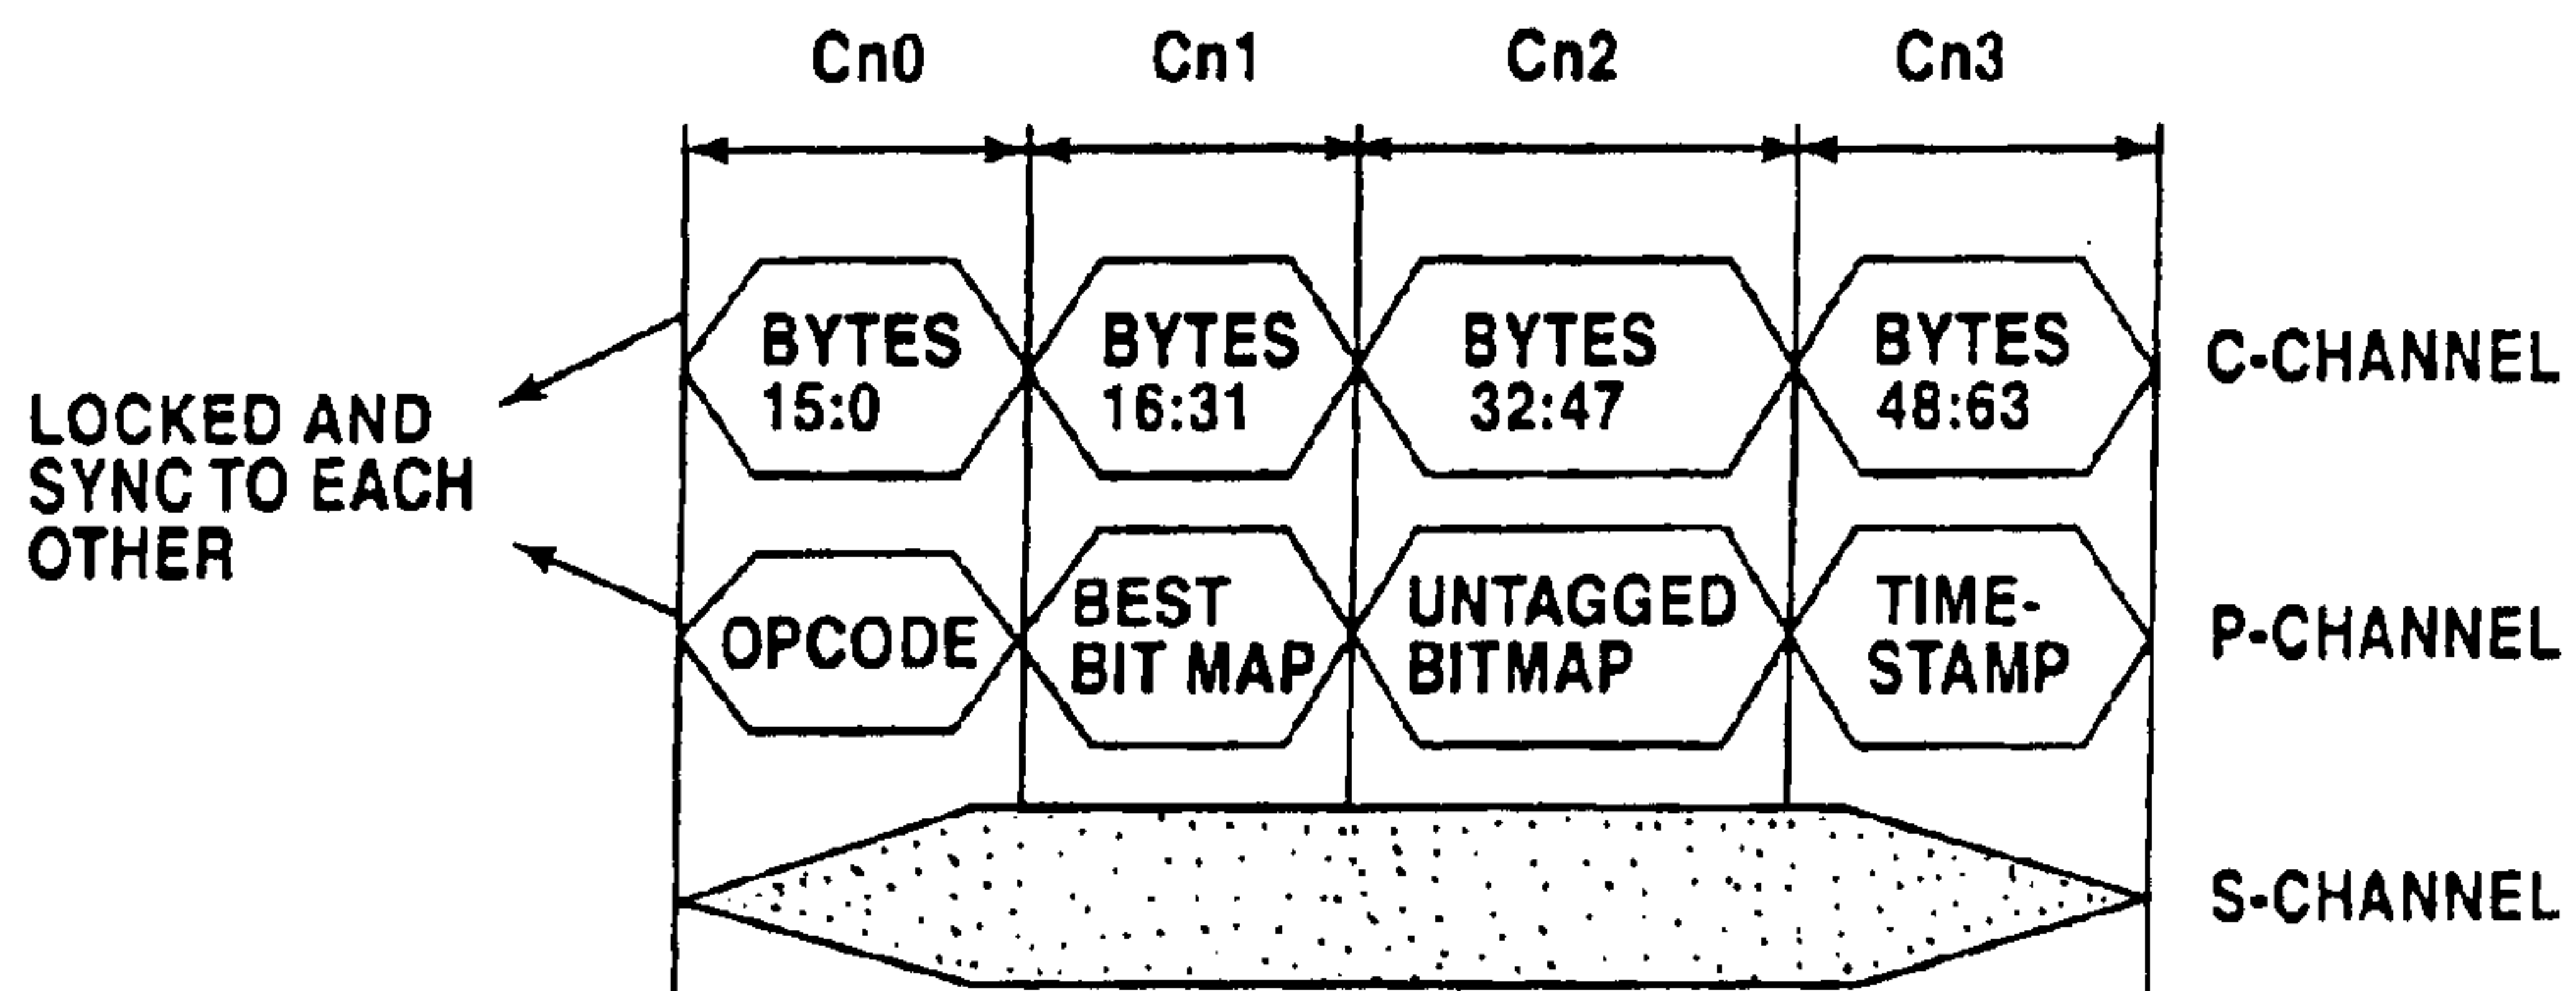 Cn0 Cn1 Cn2 Cn3
BYTES 15:0
BYTES 16:31
BYTES 32:47
BYTES 48:63
C-CHANNEL
LOCKED AND
SYNC TO EACH
OTHER
OPCODE
BEST
BIT MAP
UNTAGGED
BITMAP
TIME-
STAMP
P-CHANNEL
S-CHANNEL